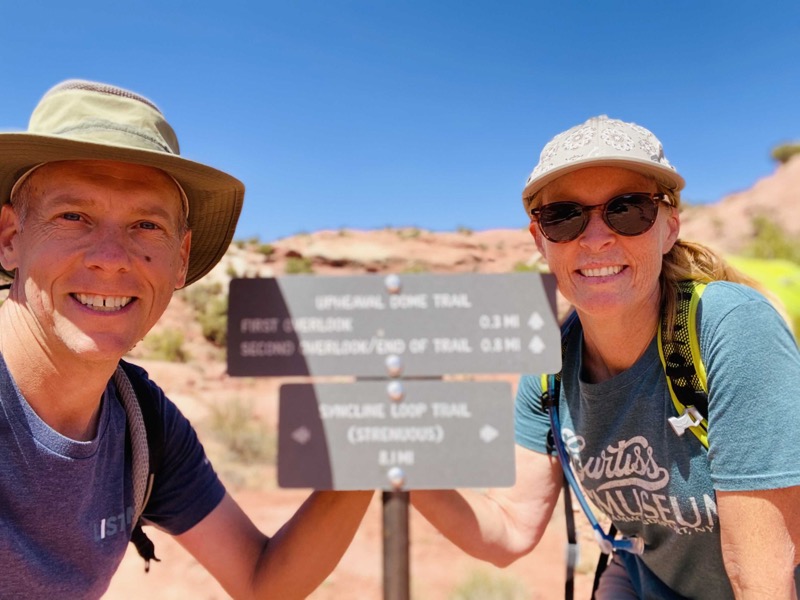 UPHEAVAL DOME TRAIL
FIRST OVERLOOK 0.3 MI
SECOND OVERLOOK/END OF TRAIL 0.8 MI
SYNCLINE LOOP TRAIL
(STRENUOUS)
8.1 MI
Curtiss
MUSEUM